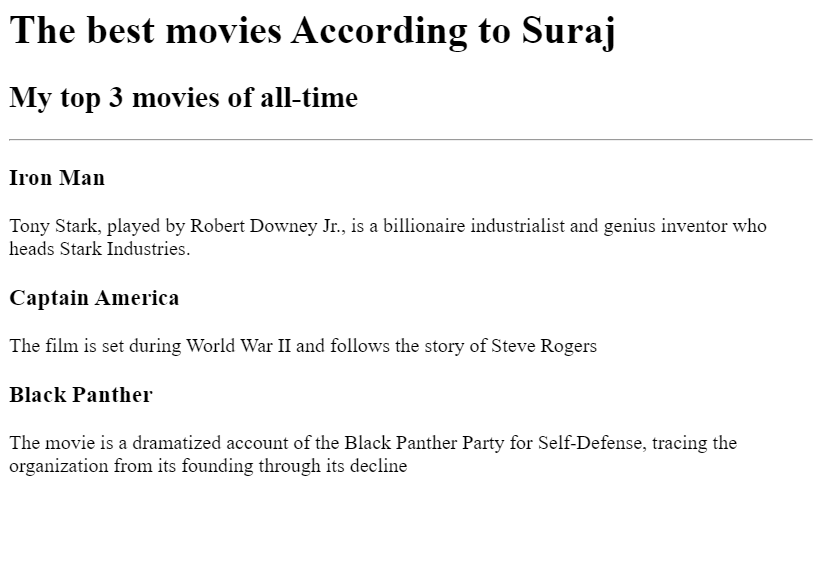 The best movies According to Suraj
My top 3 movies of all-time
Iron Man
Tony Stark, played by Robert Downey Jr., is a billionaire industrialist and genius inventor who
heads Stark Industries.
Captain America
The film is set during World War II and follows the story of Steve Rogers
Black Panther
The movie is a dramatized account of the Black Panther Party for Self-Defense, tracing the
organization from its founding through its decline